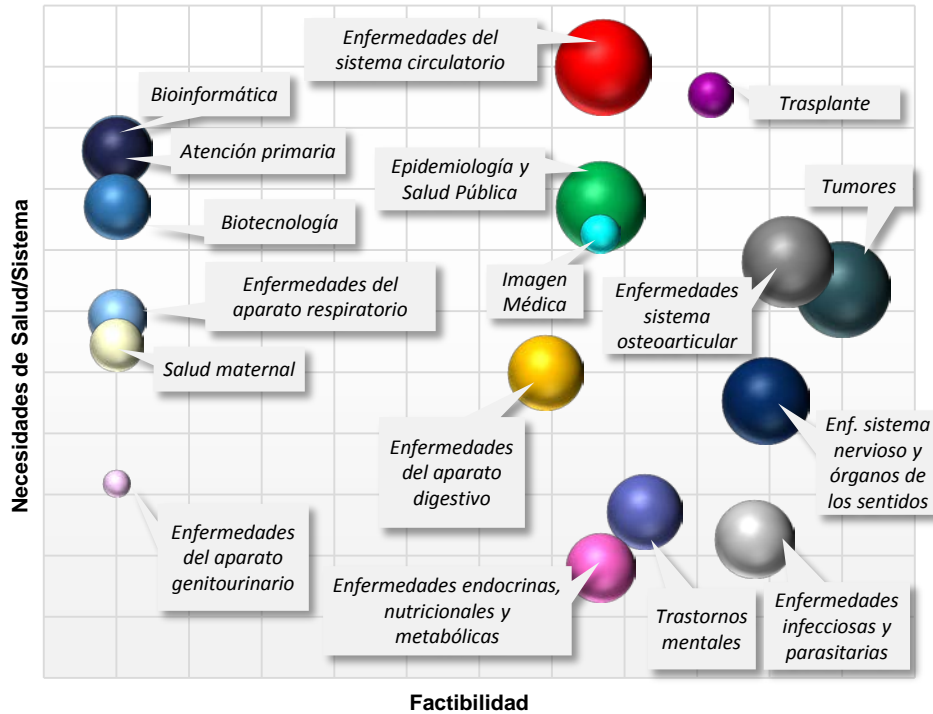 Enfermedades del
sistema circulatorio
Trasplante
Bioinformática
Atención primaria
Biotecnología
Epidemiología y
Salud Pública
Tumores
Imagen
Médica
Enfermedades
sistema
osteoarticular
Enfermedades del
aparato respiratorio
Salud maternal
Enfermedades
del aparato
digestivo
Enf. sistema
nervioso y
órganos de
los sentidos
Enfermedades
del aparato
genitourinario
Enfermedades endocrinas,
nutricionales y
metabólicas
Trastornos
mentales
Enfermedades
infecciosas y
parasitarias
Necesidades de Salud/Sistema
Factibilidad